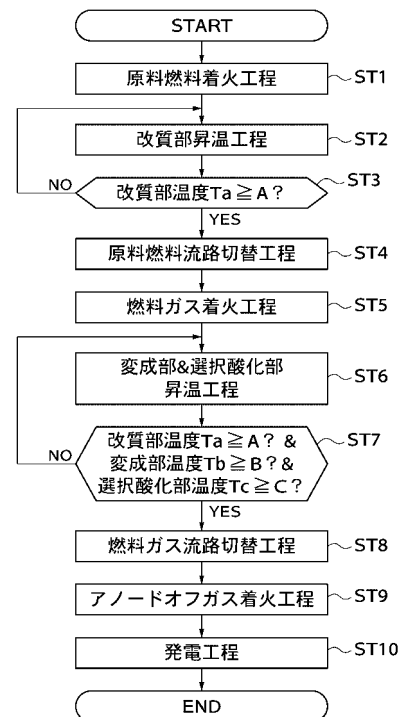 START
原料燃料着火工程 ST1
改質部昇温工程 ST2
改質部温度Ta≧A? ST3
NO
YES
原料燃料流路切替工程 ST4
燃料ガス着火工程 ST5
変成部&選択酸化部
昇温工程 ST6
改質部温度Ta≧A?&
変成部温度Tb≧B?&
選択酸化部温度Tc≧C? ST7
NO
YES
燃料ガス流路切替工程 ST8
アノードオフガス着火工程 ST9
発電工程 ST10
END